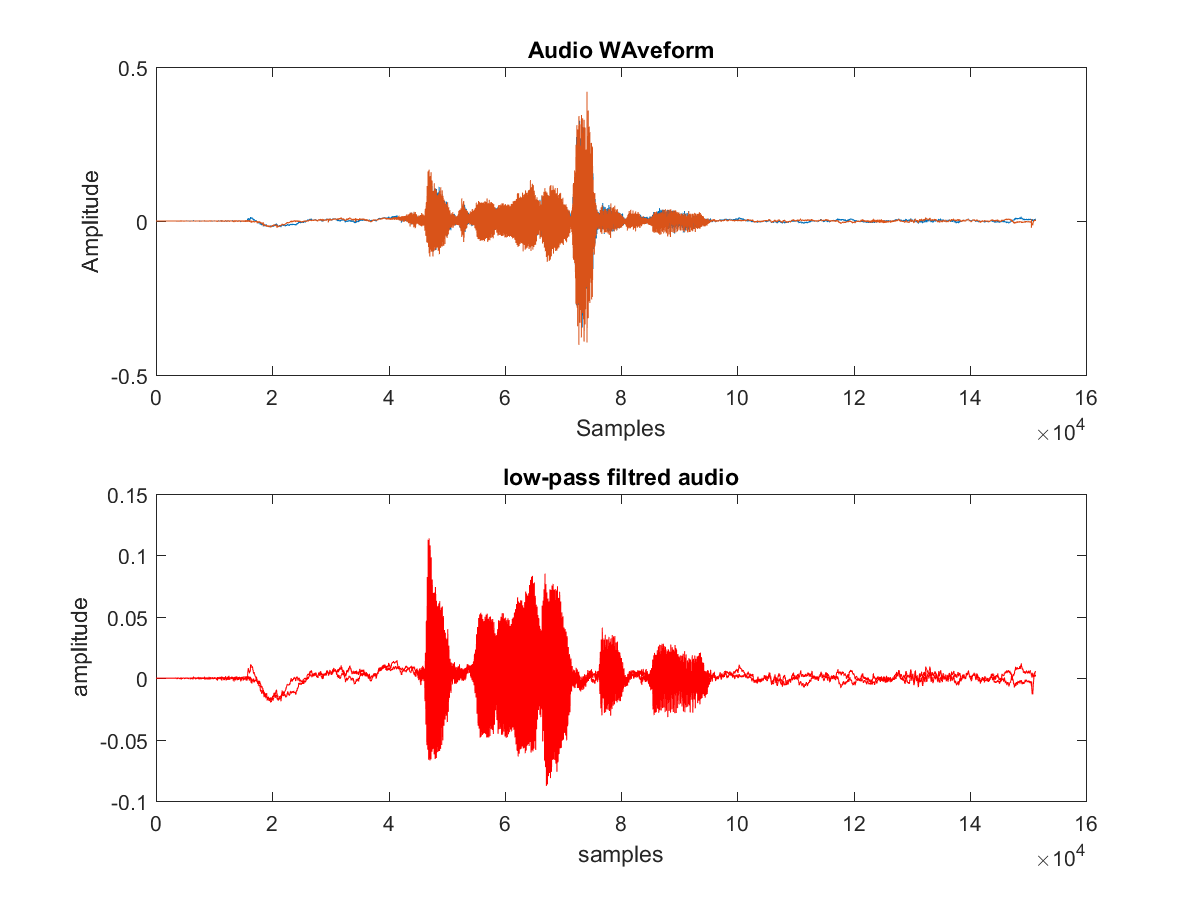 Audio WAveform
0.5
0
-0.5
Amplitude
0 2 4 6 8 10 12 14 16
Samples
×10^4
low-pass filtred audio
0.15
0.1
0.05
0
-0.05
-0.1
amplitude
0 2 4 6 8 10 12 14 16
samples
×10^4